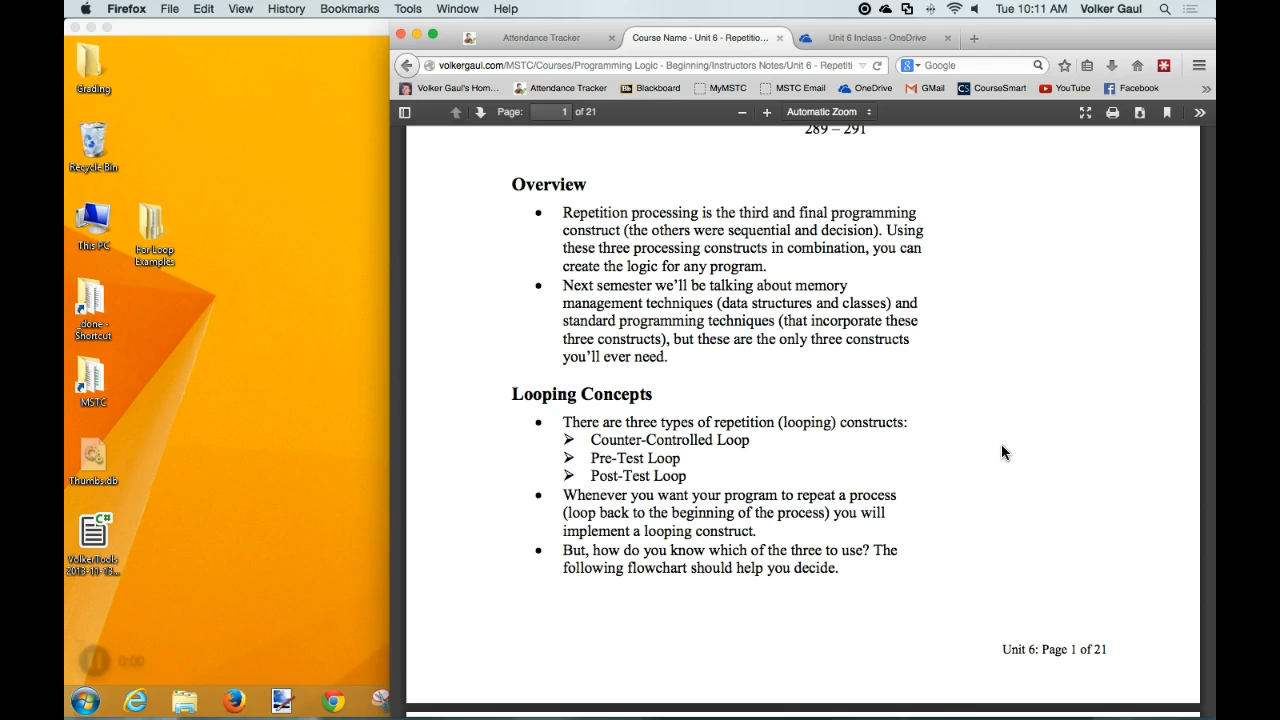 Firefox File Edit View History Bookmarks Tools Window Help Tue 10:11 AM Volker Gaul
Attendance Tracker Course Name - Unit 6 - Repetitio... Unit 6 Inclass - OneDrive
volkergaul.com/MSTC/Courses/Programming Logic - Beginning/Instructors Notes/Unit 6 - Repetiti Google
Volker Gaul's Hom... Attendance Tracker Blackboard MyMSTC MSTC Email OneDrive GMail CourseSmart YouTube Facebook
Page: 1 of 21 Automatic Zoom
Grading
Recycle Bin
This PC
For Loop
Examples
_done -
Shortcut
MSTC
Thumbs.db
C#
VolkerTools
2013-11-13...
0:00
289 – 291
Overview
• Repetition processing is the third and final programming
construct (the others were sequential and decision). Using
these three processing constructs in combination, you can
create the logic for any program.
• Next semester we'll be talking about memory
management techniques (data structures and classes) and
standard programming techniques (that incorporate these
three constructs), but these are the only three constructs
you'll ever need.
Looping Concepts
• There are three types of repetition (looping) constructs:
➢ Counter-Controlled Loop
➢ Pre-Test Loop
➢ Post-Test Loop
• Whenever you want your program to repeat a process
(loop back to the beginning of the process) you will
implement a looping construct.
• But, how do you know which of the three to use? The
following flowchart should help you decide.
Unit 6: Page 1 of 21